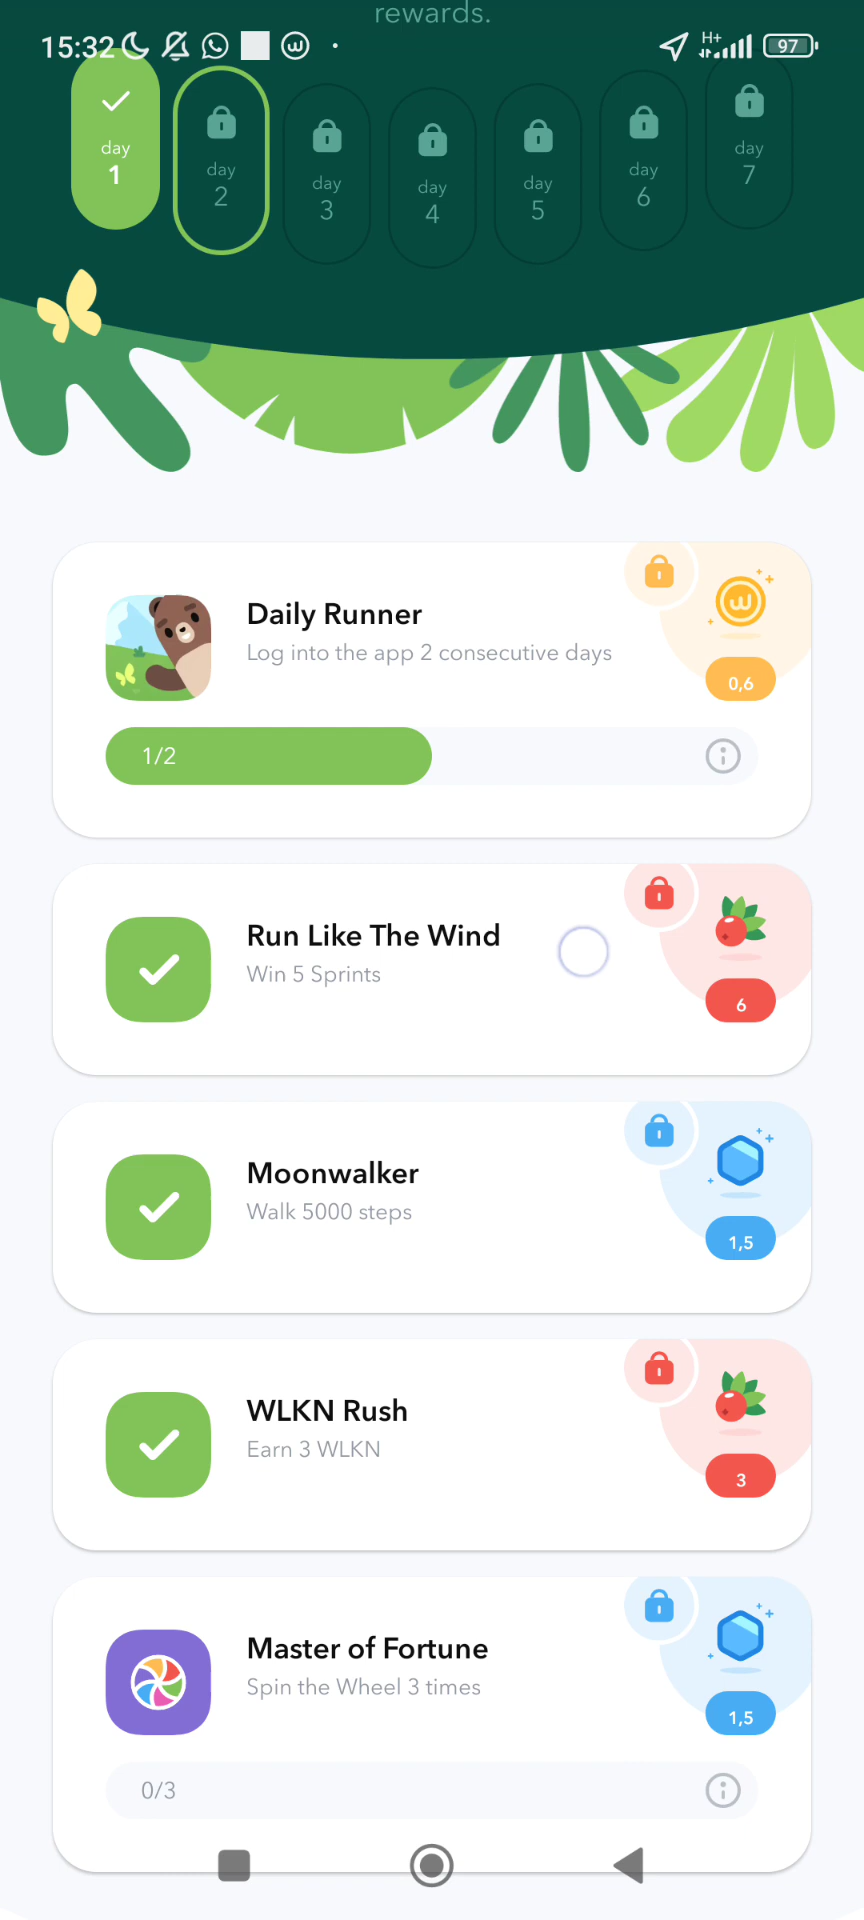 rewards.
15:32
H+
97
day
1
day
2
day
3
day
4
day
5
day
6
day
7
Daily Runner
Log into the app 2 consecutive days
0,6
1/2
Run Like The Wind
Win 5 Sprints
6
Moonwalker
Walk 5000 steps
1,5
WLKN Rush
Earn 3 WLKN
3
Master of Fortune
Spin the Wheel 3 times
1,5
0/3